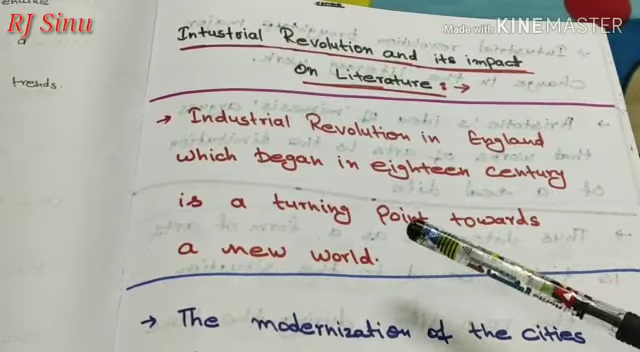 RJ Sinu
Made with KINEMASTER
a
trends.
Intustrial Revolution and its impact
on Literature : →
→ Industrial Revolution in England
which began in eighteen century
is a turning point towards
a new world.
→ The modernization of the cities